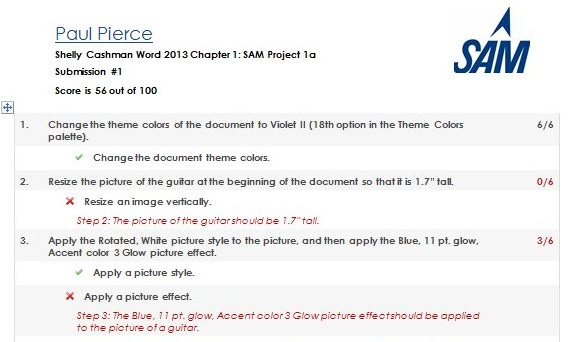 Paul Pierce
SAM
Shelly Cashman Word 2013 Chapter 1: SAM Project 1a
Submission #1
Score is 56 out of 100
1. Change the theme colors of the document to Violet II (18th option in the Theme Colors 6/6
palette).
Change the document theme colors.
2. Resize the picture of the guitar at the beginning of the document so that it is 1.7" tall. 0/6
Resize an image vertically.
Step 2: The picture of the guitar should be 1.7" tall.
3. Apply the Rotated, White picture style to the picture, and then apply the Blue, 11 pt. glow, 3/6
Accent color 3 Glow picture effect.
Apply a picture style.
Apply a picture effect.
Step 3: The Blue, 11 pt. glow, Accent color 3 Glow picture effect should be applied
to the picture of a guitar.